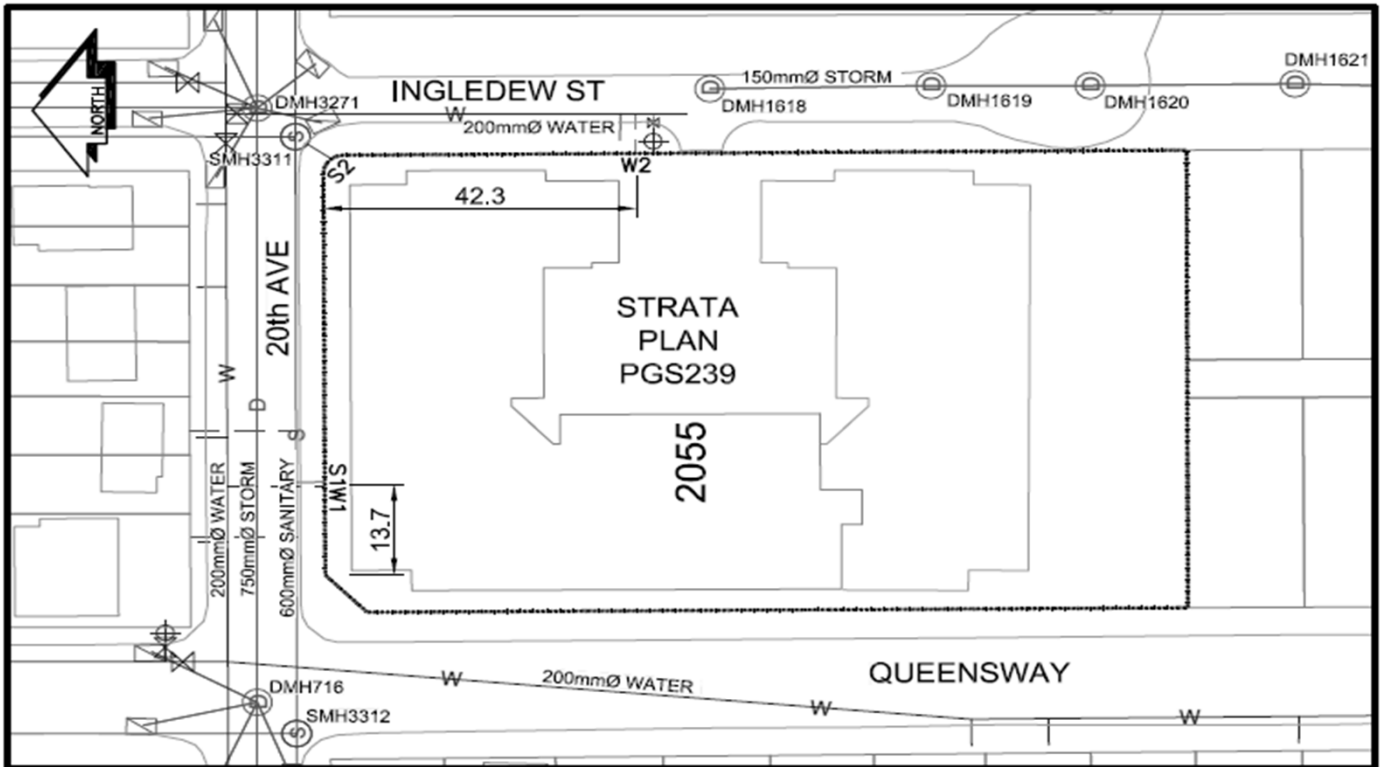 NORTH
DMH3271
INGLEDEW ST
W
200mmØ WATER
150mmØ STORM
DMH1618
DMH1619
DMH1620
DMH1621
SMH3311
S
S2
W2
42.3
20th AVE
STRATA
PLAN
PGS239
2055
W
D
S
S1W1
13.7
200mmØ WATER
750mmØ STORM
600mmØ SANITARY
QUEENSWAY
DMH716
SMH3312
S
W
200mmØ WATER
W
W
D
D
D
D
D
D